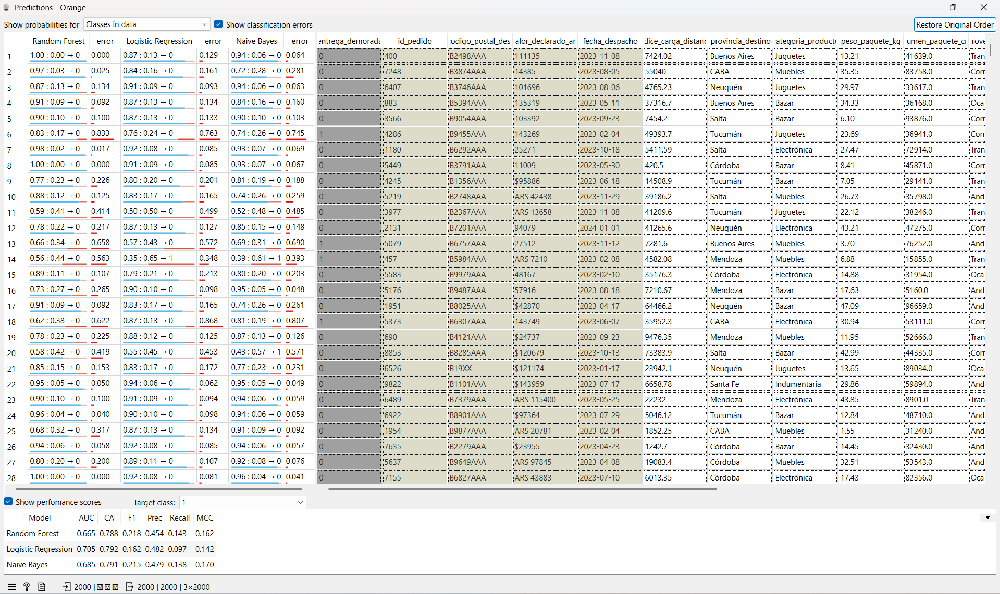 Predictions - Orange
Show probabilities for Classes in data Show classification errors Restore Original Order
Random Forest error Logistic Regression error Naive Bayes error entrega_demorada id_pedido :odigo_postal_des alor_declarado_ar fecha_despacho dice_carga_distanc provincia_destino ategoria_producto peso_paquete_kg lumen_paquete_cr prove
1 1.00 : 0.00 → 0 0.000 0.87 : 0.13 → 0 0.129 0.94 : 0.06 → 0 0.064 0 400 B2498AAA 111135 2023-11-08 7424.02 Buenos Aires Juguetes 13.21 41639.0 Tran
2 0.97 : 0.03 → 0 0.025 0.84 : 0.16 → 0 0.161 0.72 : 0.28 → 0 0.281 0 7248 B3874AAA 14385 2023-08-05 55040 CABA Muebles 35.35 83758.0 Corr
3 0.87 : 0.13 → 0 0.134 0.91 : 0.09 → 0 0.093 0.94 : 0.06 → 0 0.063 0 6407 B3746AAA 101696 2023-08-06 4765.23 Neuquén Juguetes 29.97 33617.0 Tran
4 0.91 : 0.09 → 0 0.092 0.87 : 0.13 → 0 0.134 0.84 : 0.16 → 0 0.160 0 883 B5394AAA 135319 2023-05-11 37316.7 Buenos Aires Bazar 34.33 36168.0 Oca
5 0.90 : 0.10 → 0 0.100 0.87 : 0.13 → 0 0.133 0.90 : 0.10 → 0 0.103 0 3566 B9054AAA 103392 2023-09-23 7454.2 Salta Bazar 6.10 93876.0 Corr
6 0.83 : 0.17 → 0 0.833 0.76 : 0.24 → 0 0.763 0.74 : 0.26 → 0 0.745 1 4286 B9455AAA 143269 2023-02-04 49393.7 Tucumán Juguetes 23.69 36941.0 Corr
7 0.98 : 0.02 → 0 0.017 0.92 : 0.08 → 0 0.085 0.93 : 0.07 → 0 0.069 0 1180 B6292AAA 25271 2023-10-18 5411.59 Salta Electrónica 27.47 72914.0 Tran
8 1.00 : 0.00 → 0 0.000 0.91 : 0.09 → 0 0.085 0.93 : 0.07 → 0 0.067 0 5449 B3791AAA 11009 2023-05-30 420.5 Córdoba Bazar 8.41 45871.0 Corr
9 0.77 : 0.23 → 0 0.226 0.80 : 0.20 → 0 0.201 0.81 : 0.19 → 0 0.188 0 4245 B1356AAA $95886 2023-06-18 14508.9 Tucumán Bazar 7.05 29141.0 Tran
10 0.88 : 0.12 → 0 0.125 0.83 : 0.17 → 0 0.165 0.74 : 0.26 → 0 0.259 0 5219 B2748AAA ARS 42438 2023-11-29 39186.2 Salta Muebles 26.73 35798.0 And
11 0.59 : 0.41 → 0 0.414 0.50 : 0.50 → 0 0.499 0.52 : 0.48 → 0 0.485 0 3977 B2367AAA ARS 13658 2023-11-08 41209.6 Tucumán Juguetes 22.12 38246.0 Tran
12 0.78 : 0.22 → 0 0.217 0.87 : 0.13 → 0 0.127 0.85 : 0.15 → 0 0.148 0 2131 B7201AAA 94079 2024-01-01 41265.6 Neuquén Electrónica 43.21 47275.0 Corr
13 0.66 : 0.34 → 0 0.658 0.57 : 0.43 → 0 0.572 0.69 : 0.31 → 0 0.690 1 5079 B6757AAA 27512 2023-11-12 7281.6 Buenos Aires Muebles 3.70 76252.0 And
14 0.56 : 0.44 → 0 0.563 0.35 : 0.65 → 1 0.348 0.39 : 0.61 → 1 0.393 1 457 B5984AAA ARS 7210 2023-02-08 4582.08 Mendoza Muebles 6.88 15855.0 Tran
15 0.89 : 0.11 → 0 0.107 0.79 : 0.21 → 0 0.213 0.80 : 0.20 → 0 0.203 0 5583 B9979AAA 48167 2023-02-10 35176.3 Córdoba Electrónica 14.88 31954.0 Oca
16 0.73 : 0.27 → 0 0.265 0.90 : 0.10 → 0 0.098 0.95 : 0.05 → 0 0.048 0 5176 B9487AAA 57916 2023-08-18 7210.67 Mendoza Bazar 17.63 5160.0 And
17 0.91 : 0.09 → 0 0.092 0.83 : 0.17 → 0 0.165 0.74 : 0.26 → 0 0.261 0 1951 B8025AAA $42870 2023-04-17 64466.2 Neuquén Bazar 47.09 96659.0 And
18 0.62 : 0.38 → 0 0.622 0.87 : 0.13 → 0 0.868 0.81 : 0.19 → 0 0.807 1 5373 B6307AAA 143749 2023-06-07 35952.3 CABA Electrónica 30.94 53111.0 Corr
19 0.78 : 0.23 → 0 0.225 0.88 : 0.12 → 0 0.125 0.87 : 0.13 → 0 0.126 0 690 B4121AAA $24737 2023-09-23 9476.35 Mendoza Muebles 11.95 52666.0 Tran
20 0.58 : 0.42 → 0 0.419 0.55 : 0.45 → 0 0.453 0.43 : 0.57 → 1 0.571 0 8853 B8285AAA $120679 2023-10-13 73383.9 Salta Bazar 42.99 44335.0 Corr
21 0.85 : 0.15 → 0 0.153 0.83 : 0.17 → 0 0.172 0.77 : 0.23 → 0 0.231 0 6526 B19XX $121174 2023-01-17 23942.1 Neuquén Juguetes 13.65 89034.0 Oca
22 0.95 : 0.05 → 0 0.050 0.94 : 0.06 → 0 0.062 0.95 : 0.05 → 0 0.049 0 9822 B1101AAA $143959 2023-07-17 6658.78 Santa Fe Indumentaria 29.86 59894.0 And
23 0.90 : 0.10 → 0 0.100 0.91 : 0.09 → 0 0.094 0.94 : 0.06 → 0 0.059 0 6489 B7379AAA ARS 115400 2023-05-25 22232 Mendoza Electrónica 43.85 8901.0 Tran
24 0.96 : 0.04 → 0 0.040 0.90 : 0.10 → 0 0.098 0.94 : 0.06 → 0 0.059 0 6922 B8901AAA $97364 2023-07-29 5046.12 Tucumán Bazar 12.84 48710.0 And
25 0.68 : 0.32 → 0 0.317 0.87 : 0.13 → 0 0.134 0.91 : 0.09 → 0 0.092 0 1954 B9877AAA ARS 20781 2023-02-04 1852.25 CABA Muebles 1.55 31240.0 And
26 0.94 : 0.06 → 0 0.058 0.92 : 0.08 → 0 0.085 0.94 : 0.06 → 0 0.057 0 7635 B2279AAA $23955 2023-04-23 1242.7 Córdoba Bazar 14.45 32430.0 And
27 0.80 : 0.20 → 0 0.200 0.89 : 0.11 → 0 0.107 0.92 : 0.08 → 0 0.076 0 5637 B9649AAA ARS 97845 2023-04-08 19083.4 Córdoba Muebles 32.51 53543.0 And
28 1.00 : 0.00 → 0 0.000 0.92 : 0.08 → 0 0.081 0.96 : 0.04 → 0 0.041 0 7155 B6827AAA ARS 43883 2023-07-10 6013.35 Córdoba Electrónica 17.43 82356.0 Oca
Show perfomance scores Target class: 1
Model AUC CA F1 Prec Recall MCC
Random Forest 0.665 0.788 0.218 0.454 0.143 0.162
Logistic Regression 0.705 0.792 0.162 0.482 0.097 0.142
Naive Bayes 0.685 0.791 0.215 0.479 0.138 0.170
2000 | M M M 2000 | 2000 | 3×2000